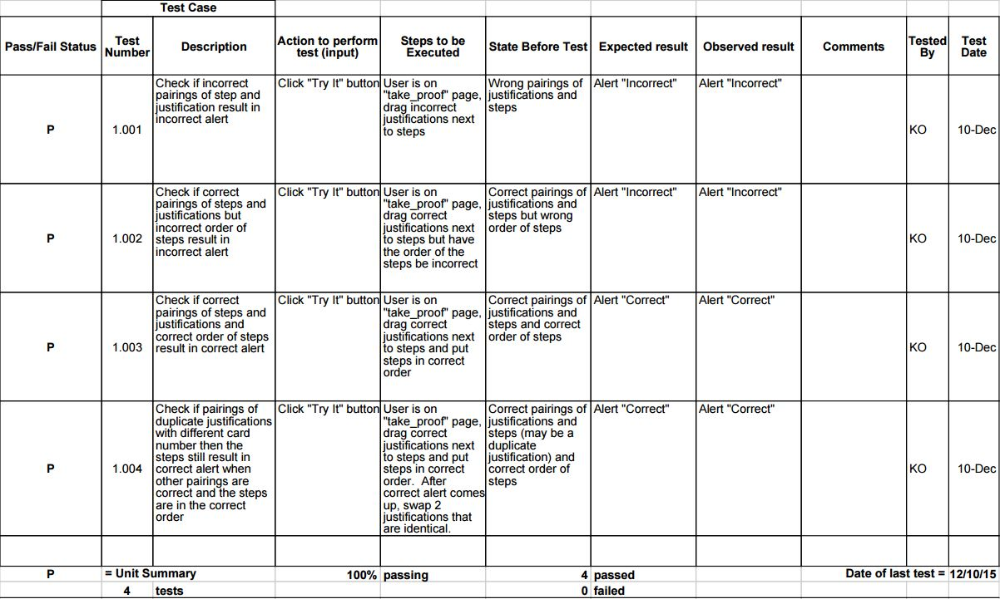 Test Case
Pass/Fail Status
Test
Number
Description
Action to perform
test (input)
Steps to be
Executed
State Before Test
Expected result
Observed result
Comments
Tested
By
Test
Date
P
1.001
Check if incorrect
pairings of step and
justification result in
incorrect alert
Click "Try It" button
User is on
"take_proof" page,
drag incorrect
justifications next
to steps
Wrong pairings of
justifications and
steps
Alert "Incorrect"
Alert "Incorrect"
KO
10-Dec
P
1.002
Check if correct
pairings of steps and
justifications but
incorrect order of
steps result in
incorrect alert
Click "Try It" button
User is on
"take_proof" page,
drag correct
justifications next
to steps but have
the order of the
steps be incorrect
Correct pairings of
justifications and
steps but wrong
order of steps
Alert "Incorrect"
Alert "Incorrect"
KO
10-Dec
P
1.003
Check if correct
pairings of steps and
justifications and
correct order of steps
result in correct alert
Click "Try It" button
User is on
"take_proof" page,
drag correct
justifications next
to steps and put
steps in correct
order
Correct pairings of
justifications and
steps and correct
order of steps
Alert "Correct"
Alert "Correct"
KO
10-Dec
P
1.004
Check if pairings of
duplicate justifications
with different card
number then the
steps still result in
correct alert when
other pairings are
correct and the steps
are in the correct
order
Click "Try It" button
User is on
"take_proof" page,
drag correct
justifications next
to steps and put
steps in correct
order.  After
correct alert comes
up, swap 2
justifications that
are identical.
Correct pairings of
justifications and
steps (may be a
duplicate
justification) and
correct order of
steps
Alert "Correct"
Alert "Correct"
KO
10-Dec
P = Unit Summary 100% passing 4 passed Date of last test = 12/10/15
4 tests 0 failed